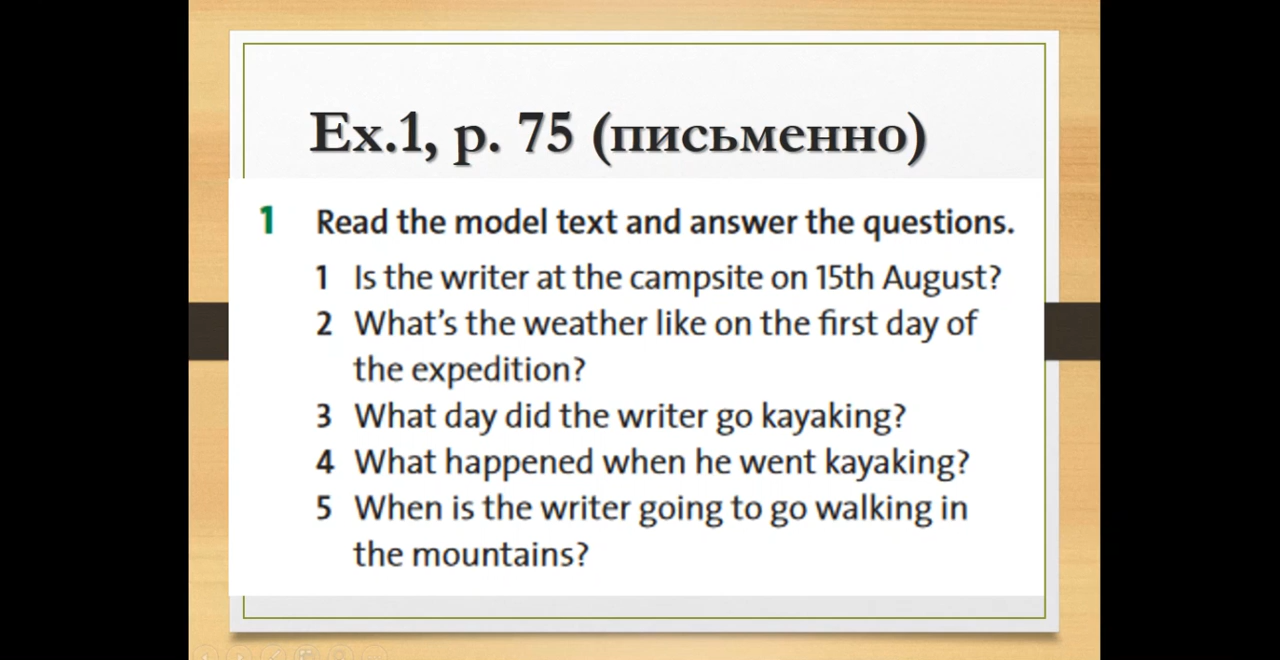 Ex.1, p. 75 (письменно)
1 Read the model text and answer the questions.
1 Is the writer at the campsite on 15th August?
2 What's the weather like on the first day of
the expedition?
3 What day did the writer go kayaking?
4 What happened when he went kayaking?
5 When is the writer going to go walking in
the mountains?